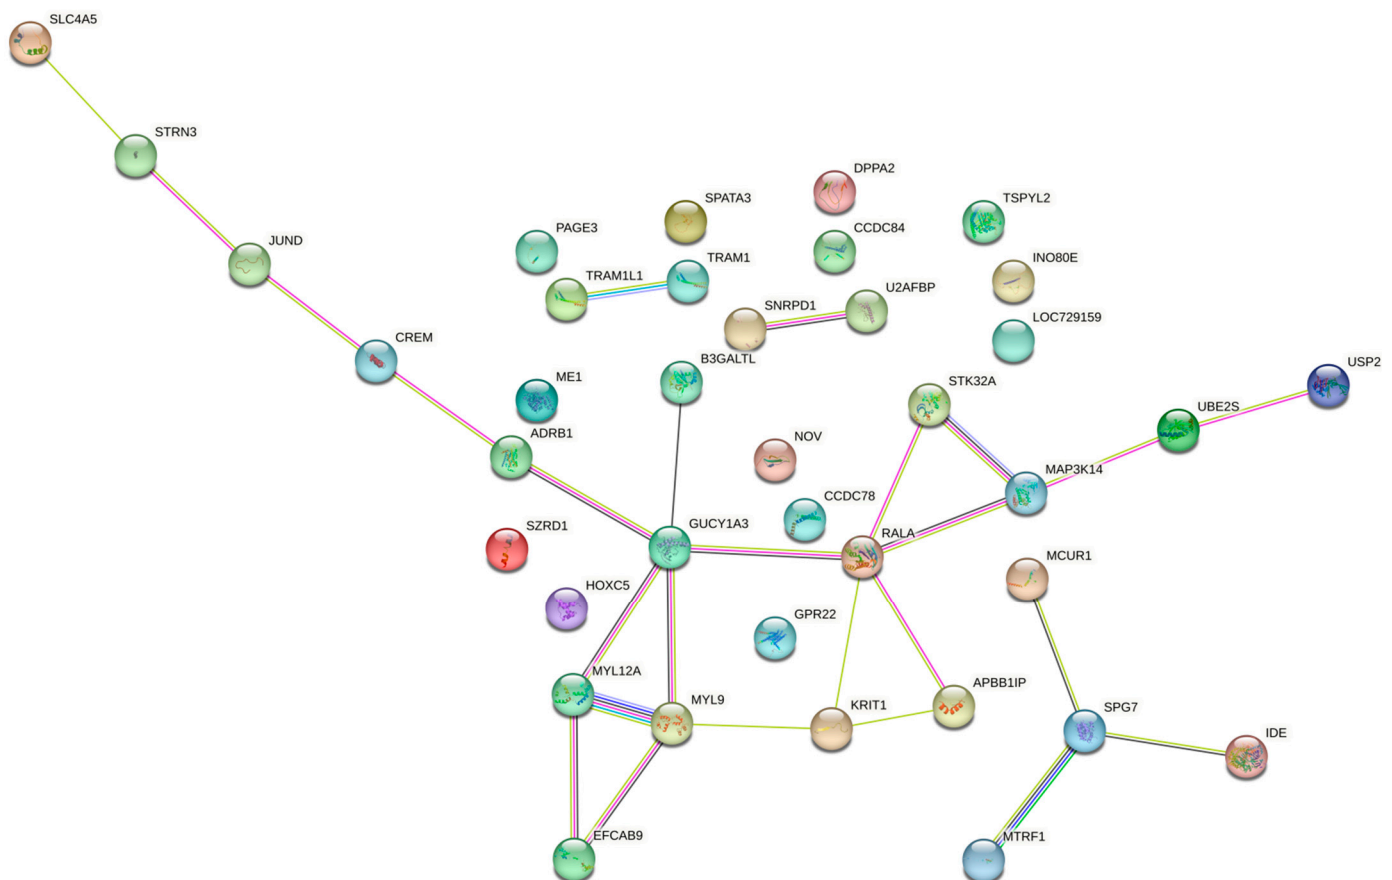 SLC4A5
STRN3
DPPA2
SPATA3
TSPYL2
PAGE3
CCDC84
JUND
TRAM1
INO80E
TRAM1L1
U2AFBP
SNRPD1
LOC729159
CREM
B3GALTL
USP2
ME1
STK32A
UBE2S
ADRB1
NOV
MAP3K14
CCDC78
SZRD1
GUCY1A3
RALA
MCUR1
HOXC5
GPR22
MYL12A
APBB1IP
MYL9
KRIT1
SPG7
IDE
EFCAB9
MTRF1